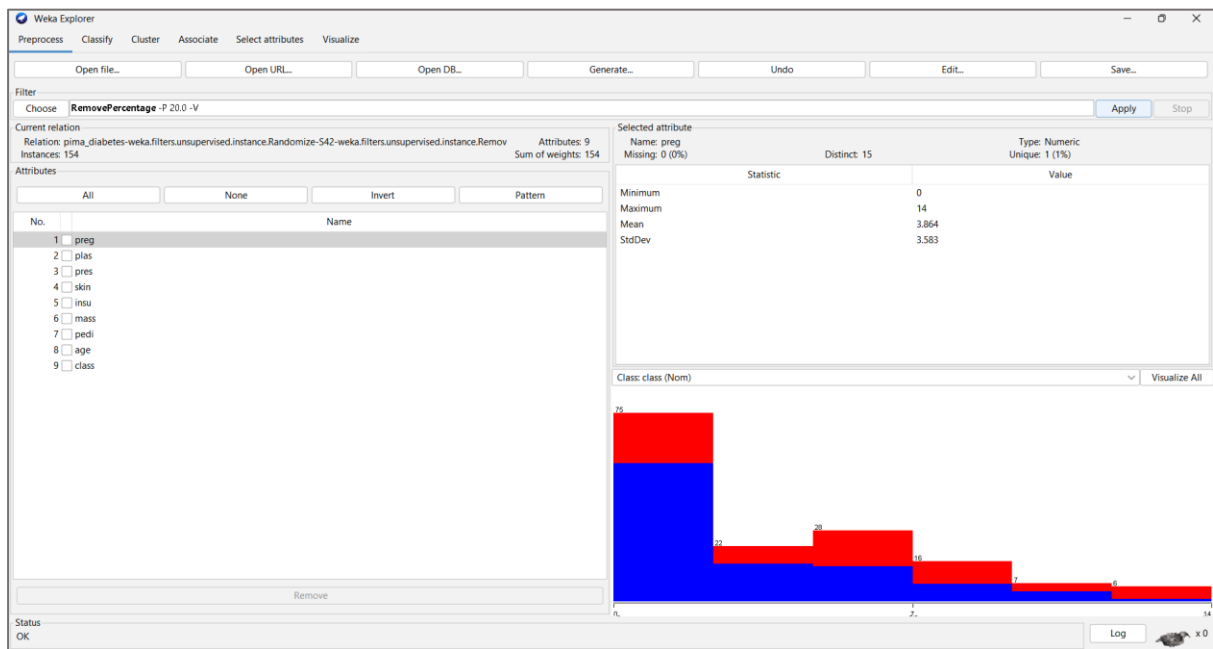 Weka Explorer
Preprocess Classify Cluster Associate Select attributes Visualize
Open file... Open URL... Open DB... Generate... Undo Edit... Save...
Filter
Choose RemovePercentage -P 20.0 -V Apply Stop
Current relation
Relation: pima_diabetes-weka.filters.unsupervised.instance.Randomize-S42-weka.filters.unsupervised.instance.Remov Attributes: 9
Instances: 154 Sum of weights: 154
Attributes
All None Invert Pattern
No. Name
1 preg
2 plas
3 pres
4 skin
5 insu
6 mass
7 pedi
8 age
9 class
Remove
Selected attribute
Name: preg Type: Numeric
Missing: 0 (0%) Distinct: 15 Unique: 1 (1%)
Statistic Value
Minimum 0
Maximum 14
Mean 3.864
StdDev 3.583
Class: class (Nom) Visualize All
75
22
28
16
7
6
0 7 14
Status
OK Log x 0